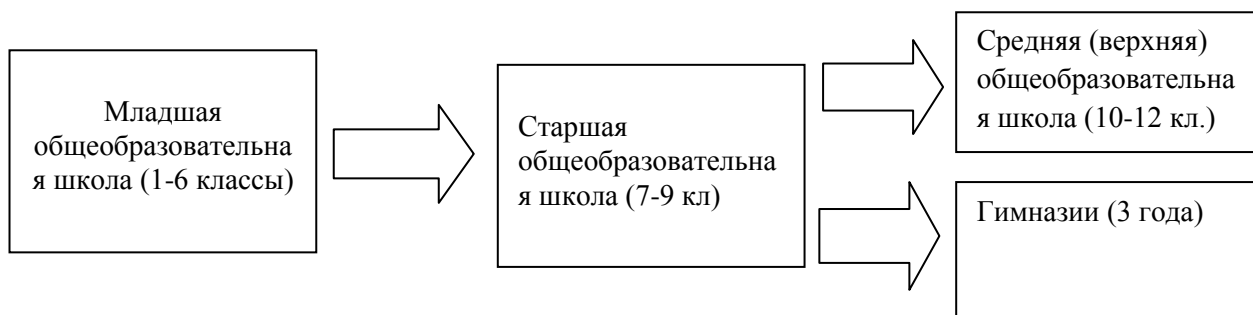 Младшая
общеобразовательна
я школа (1-6 классы)
Старшая
общеобразовательна
я школа (7-9 кл)
Средняя (верхняя)
общеобразовательна
я школа (10-12 кл.)
Гимназии (3 года)